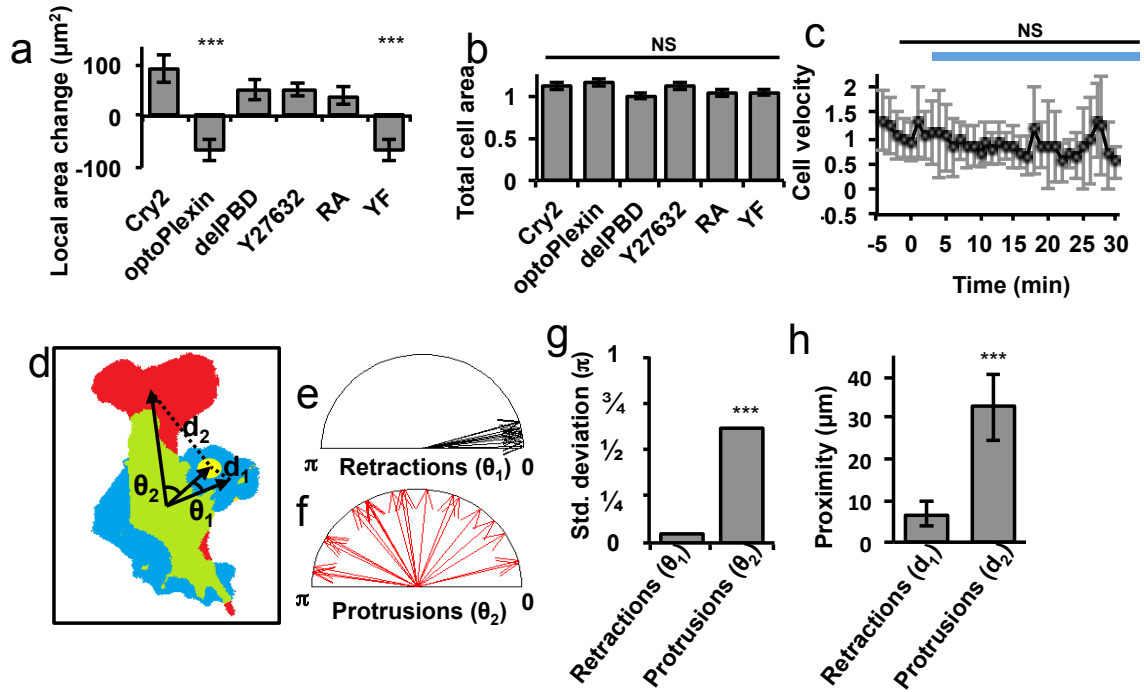 a
Local area change (µm²)
100
0
-100
***
***
Cry2
optoPlexin
delPBD
Y27632
RA
YF
b
Total cell area
NS
1
0.5
0
Cry2
optoPlexin
delPBD
Y27632
RA
YF
c
Cell velocity
NS
2
1.5
1
0.5
0
-0.5
-5 0 5 10 15 20 25 30
Time (min)
d
d₂
d₁
θ₂
θ₁
e
π Retractions (θ₁) 0
f
π Protrusions (θ₂) 0
g
Std. deviation (π)
1
¾
½
¼
0
***
Retractions (θ₁)
Protrusions (θ₂)
h
Proximity (µm)
40
30
20
10
0
***
Retractions (d₁)
Protrusions (d₂)